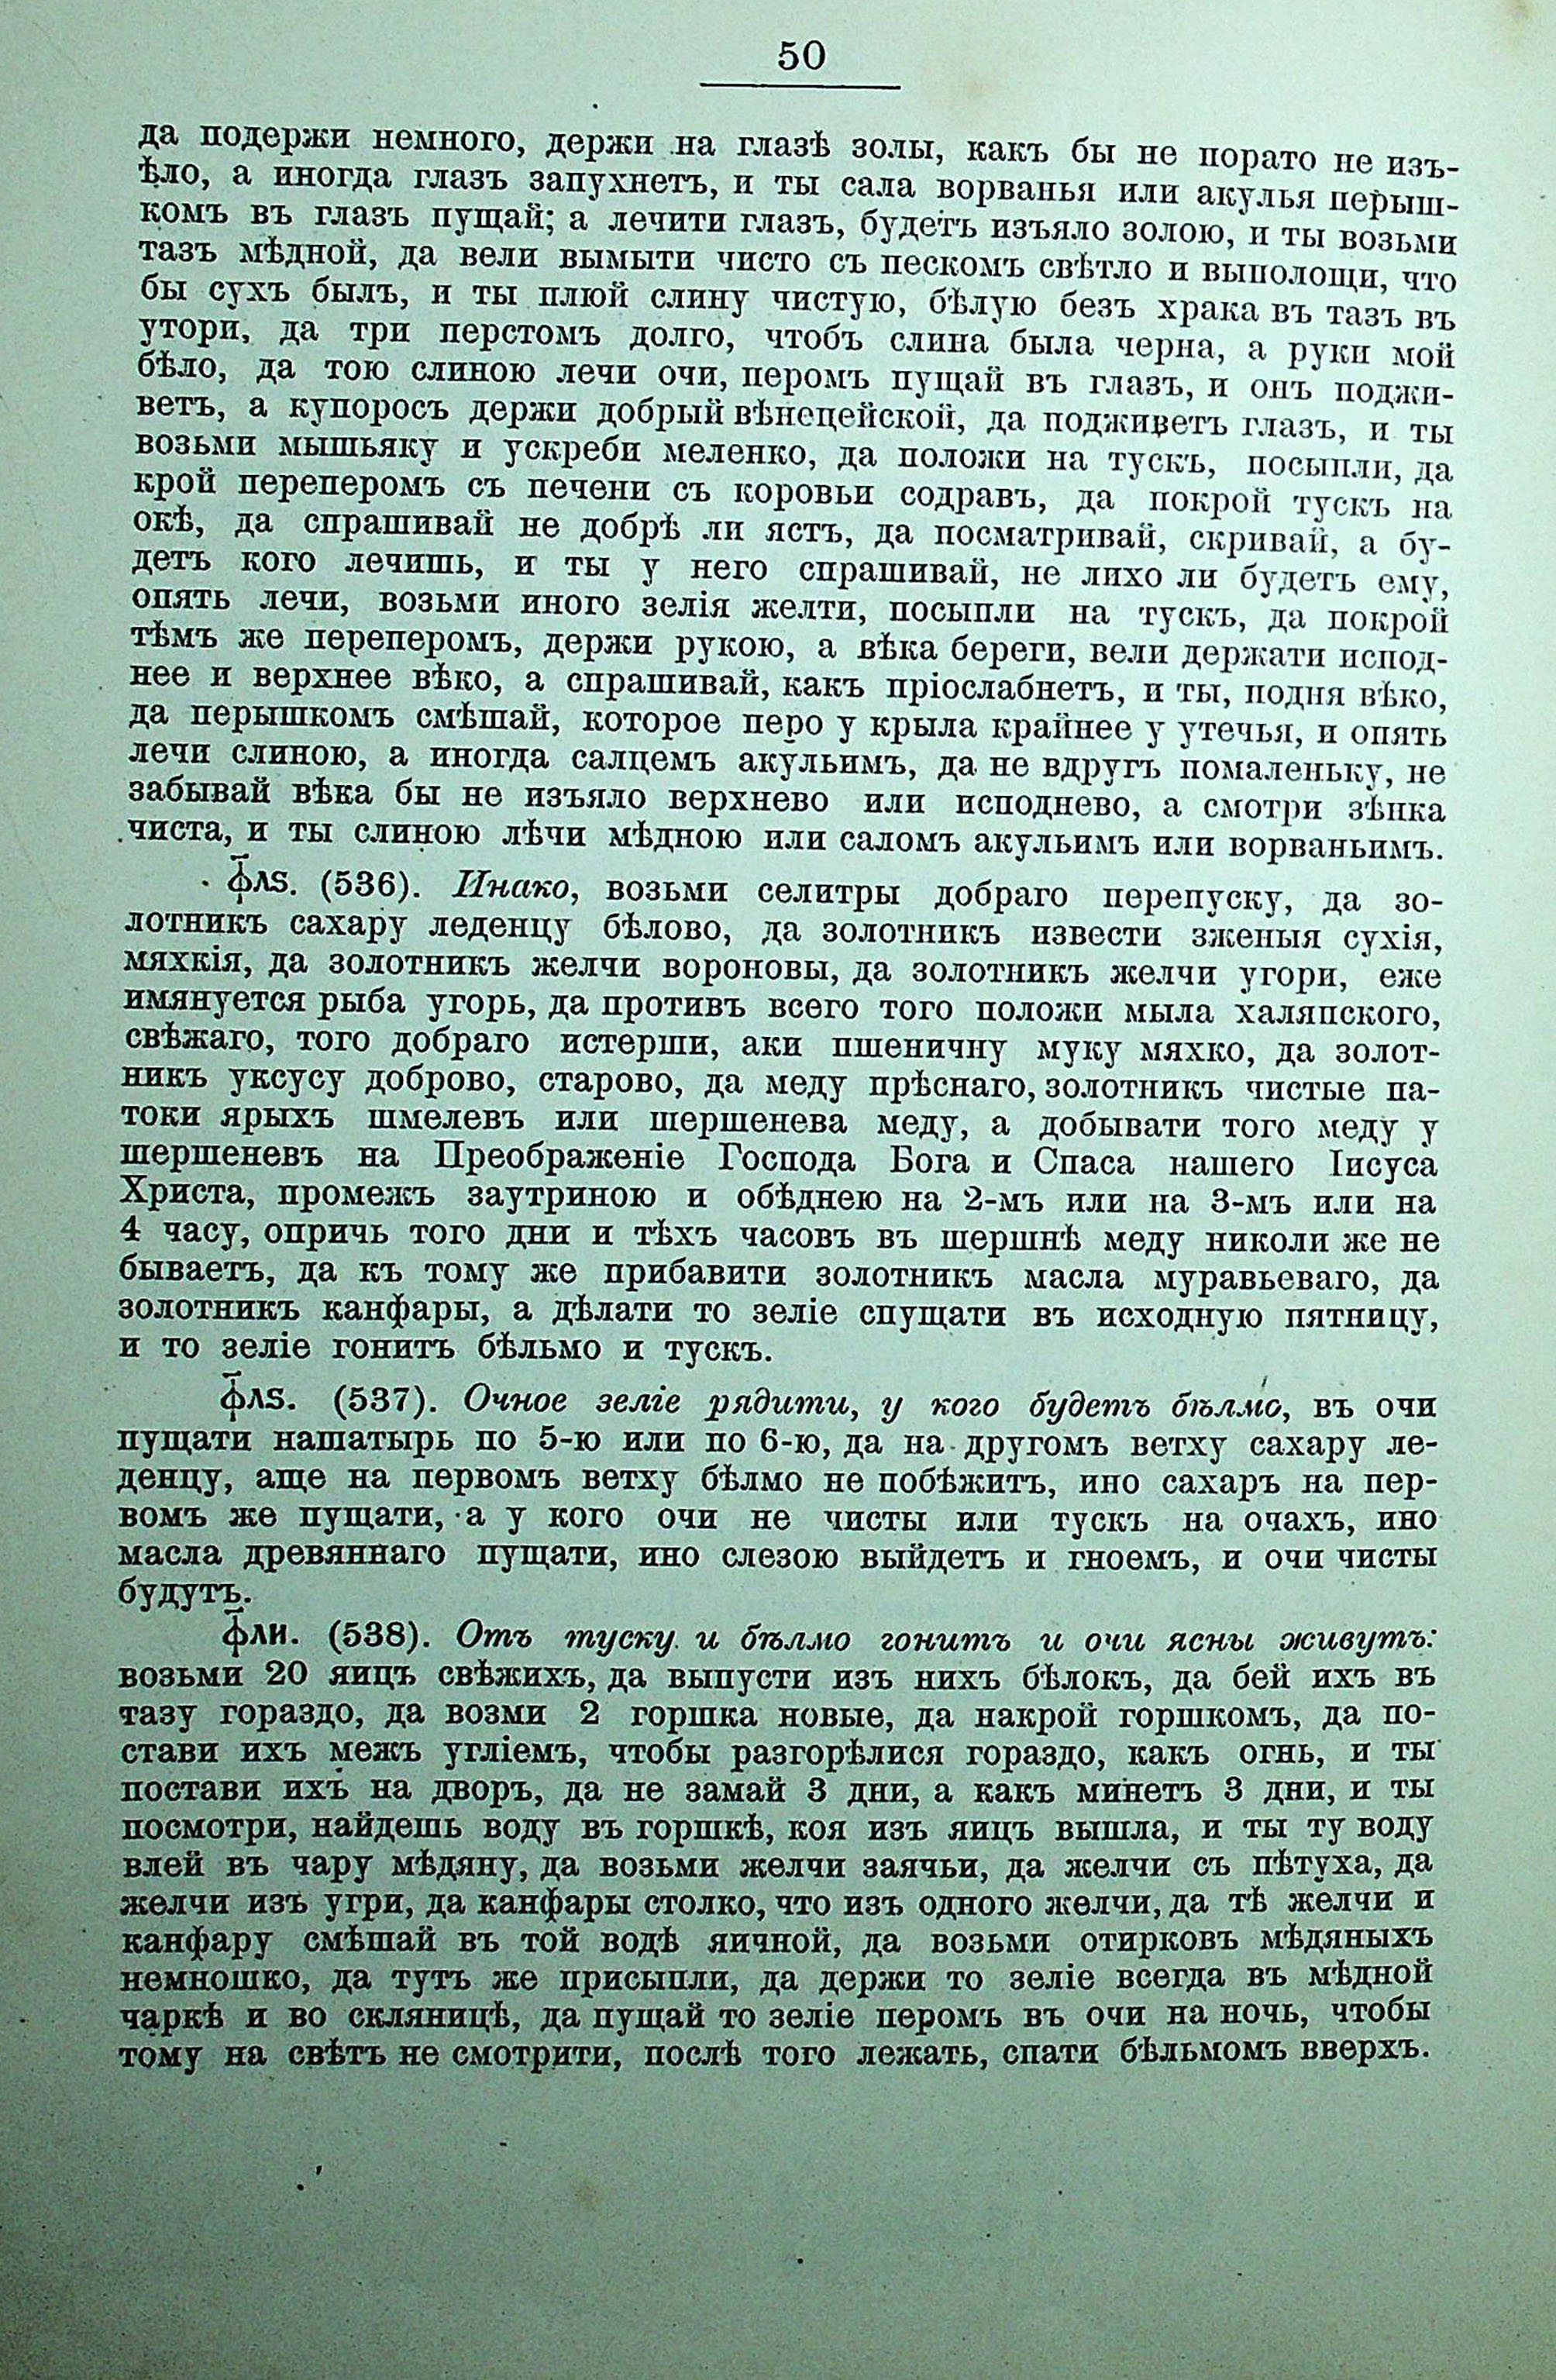 50
да подержи немного, держи на глазѣ золы, какъ бы не порато не изъ-
ѣло, а иногда глазъ запухнетъ, и ты сала ворванья или акулья перыш-
комъ въ глазъ пущай; а лечити глазъ, будетъ изъяло золою, и ты возьми
тазъ мѣдной, да вели вымыти чисто съ пескомъ свѣтло и выполощи, что
бы сухъ былъ, и ты плюй слину чистую, бѣлую безъ храка въ тазъ въ
утори, да три перстомъ долго, чтобъ слина была черна, а руки мой
бѣло, да тою слиною лечи очи, перомъ пущай въ глазъ, и онъ поджи-
ветъ, а купоросъ держи добрый вѣнецейской, да подживетъ глазъ, и ты
возьми мышьяку и ускреби меленко, да положи на тускъ, посыпли, да
крой перeперомъ съ печени съ коровьи содравъ, да покрой тускъ на
окѣ, да спрашивай не добрѣ ли ястъ, да посматривай, скривай, а бу-
детъ кого лечишь, и ты у него спрашивай, не лихо ли будетъ ему,
опять лечи, возьми иного зелія желти, посыпли на тускъ, да покрой
тѣмъ же переперомъ, держи рукою, а вѣка береги, вели держати испод-
нее и верхнее вѣко, а спрашивай, какъ пріослабнетъ, и ты, подня вѣко,
да перышкомъ смѣшай, которое перо у крыла крайнее у утечья, и опять
лечи слиною, а иногда салцемъ акульимъ, да не вдругъ помаленьку, не
забывай вѣка бы не изъяло верхнево или исподнево, а смотри зѣнка
чиста, и ты слиною лѣчи мѣдною или саломъ акульимъ или ворваньимъ.
ф҃лѕ. (536). Инако, возьми селитры добраго перепуску, да зо-
лотникъ сахару леденцу бѣлово, да золотникъ извести зженыя сухія,
мяхкія, да золотникъ желчи вороновы, да золотникъ желчи угори, еже
имянуется рыба угорь, да противъ всего того положи мыла халяпского,
свѣжаго, того добраго истерши, аки пшеничну муку мяхко, да золот-
никъ уксусу доброво, старово, да меду прѣснаго, золотникъ чистые па-
токи ярыхъ шмелевъ или шершенева меду, а добывати того меду у
шершеневъ на Преображеніе Господа Бога и Спаса нашего Іисуса
Христа, промежъ заутриною и обѣднею на 2-мъ или на 3-мъ или на
4 часу, опричь того дни и тѣхъ часовъ въ шершнѣ меду николи же не
бываетъ, да къ тому же прибавити золотникъ масла муравьеваго, да
золотникъ канфары, а дѣлати то зеліе спущати въ исходную пятницу,
и то зеліе гонитъ бѣльмо и тускъ.
ф҃лѕ. (537). Очное зеліе рядити, у кого будетъ бѣлмо, въ очи
пущати нашатырь по 5-ю или по 6-ю, да на другомъ ветху сахару ле-
денцу, аще на первомъ ветху бѣлмо не побѣжитъ, ино сахаръ на пер-
вомъ же пущати, а у кого очи не чисты или тускъ на очахъ, ино
масла древяннаго пущати, ино слезою выйдетъ и гноемъ, и очи чисты
будутъ.
ф҃ли. (538). Отъ туску и бѣлмо гонитъ и очи ясны живутъ:
возьми 20 яицъ свѣжихъ, да выпусти изъ нихъ бѣлокъ, да бей ихъ въ
тазу гораздо, да возми 2 горшка новые, да накрой горшкомъ, да по-
стави ихъ межъ угліемъ, чтобы разгорѣлися гораздо, какъ огнь, и ты
постави ихъ на дворъ, да не замай 3 дни, а какъ минетъ 3 дни, и ты
посмотри, найдешь воду въ горшкѣ, коя изъ яицъ вышла, и ты ту воду
влей въ чару мѣдяну, да возьми желчи заячьи, да желчи съ пѣтуха, да
желчи изъ угри, да канфары столко, что изъ одного желчи, да тѣ желчи и
канфару смѣшай въ той водѣ яичной, да возьми отирковъ мѣдяныхъ
немношко, да тутъ же присыпли, да держи то зеліе всегда въ мѣдной
чаркѣ и во скляницѣ, да пущай то зеліе перомъ въ очи на ночь, чтобы
тому на свѣтъ не смотрити, послѣ того лежать, спати бѣльмомъ вверхъ.